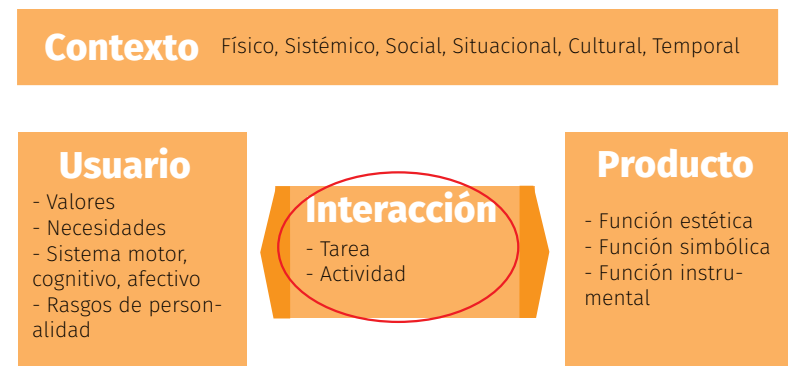 Contexto Físico, Sistémico, Social, Situacional, Cultural, Temporal
Usuario
- Valores
- Necesidades
- Sistema motor,
cognitivo, afectivo
- Rasgos de person-
alidad
Interacción
- Tarea
- Actividad
Producto
- Función estética
- Función simbólica
- Función instru-
mental